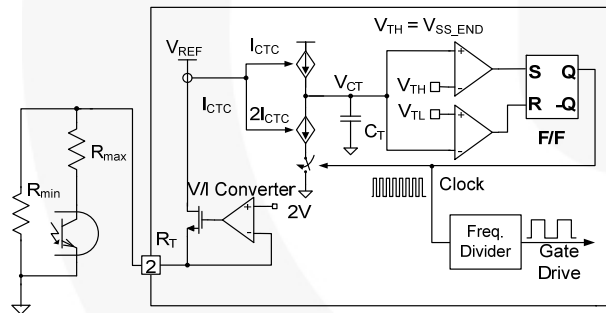 V_TH = V_SS_END
V_REF
I_CTC
I_CTC
2I_CTC
V_CT
+
-
V_TH
V_TL
+
-
C_T
S Q
R -Q
F/F
R_max
R_min
V/I Converter
+
-
2V
R_T
2
Clock
Freq.
Divider
Gate
Drive